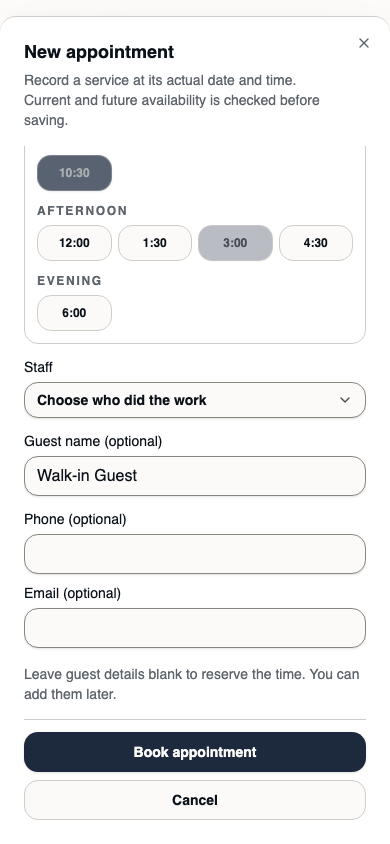 New appointment
Record a service at its actual date and time.
Current and future availability is checked before
saving.
10:30
AFTERNOON
12:00 1:30 3:00 4:30
EVENING
6:00
Staff
Choose who did the work
Guest name (optional)
Walk-in Guest
Phone (optional)
Email (optional)
Leave guest details blank to reserve the time. You can
add them later.
Book appointment
Cancel